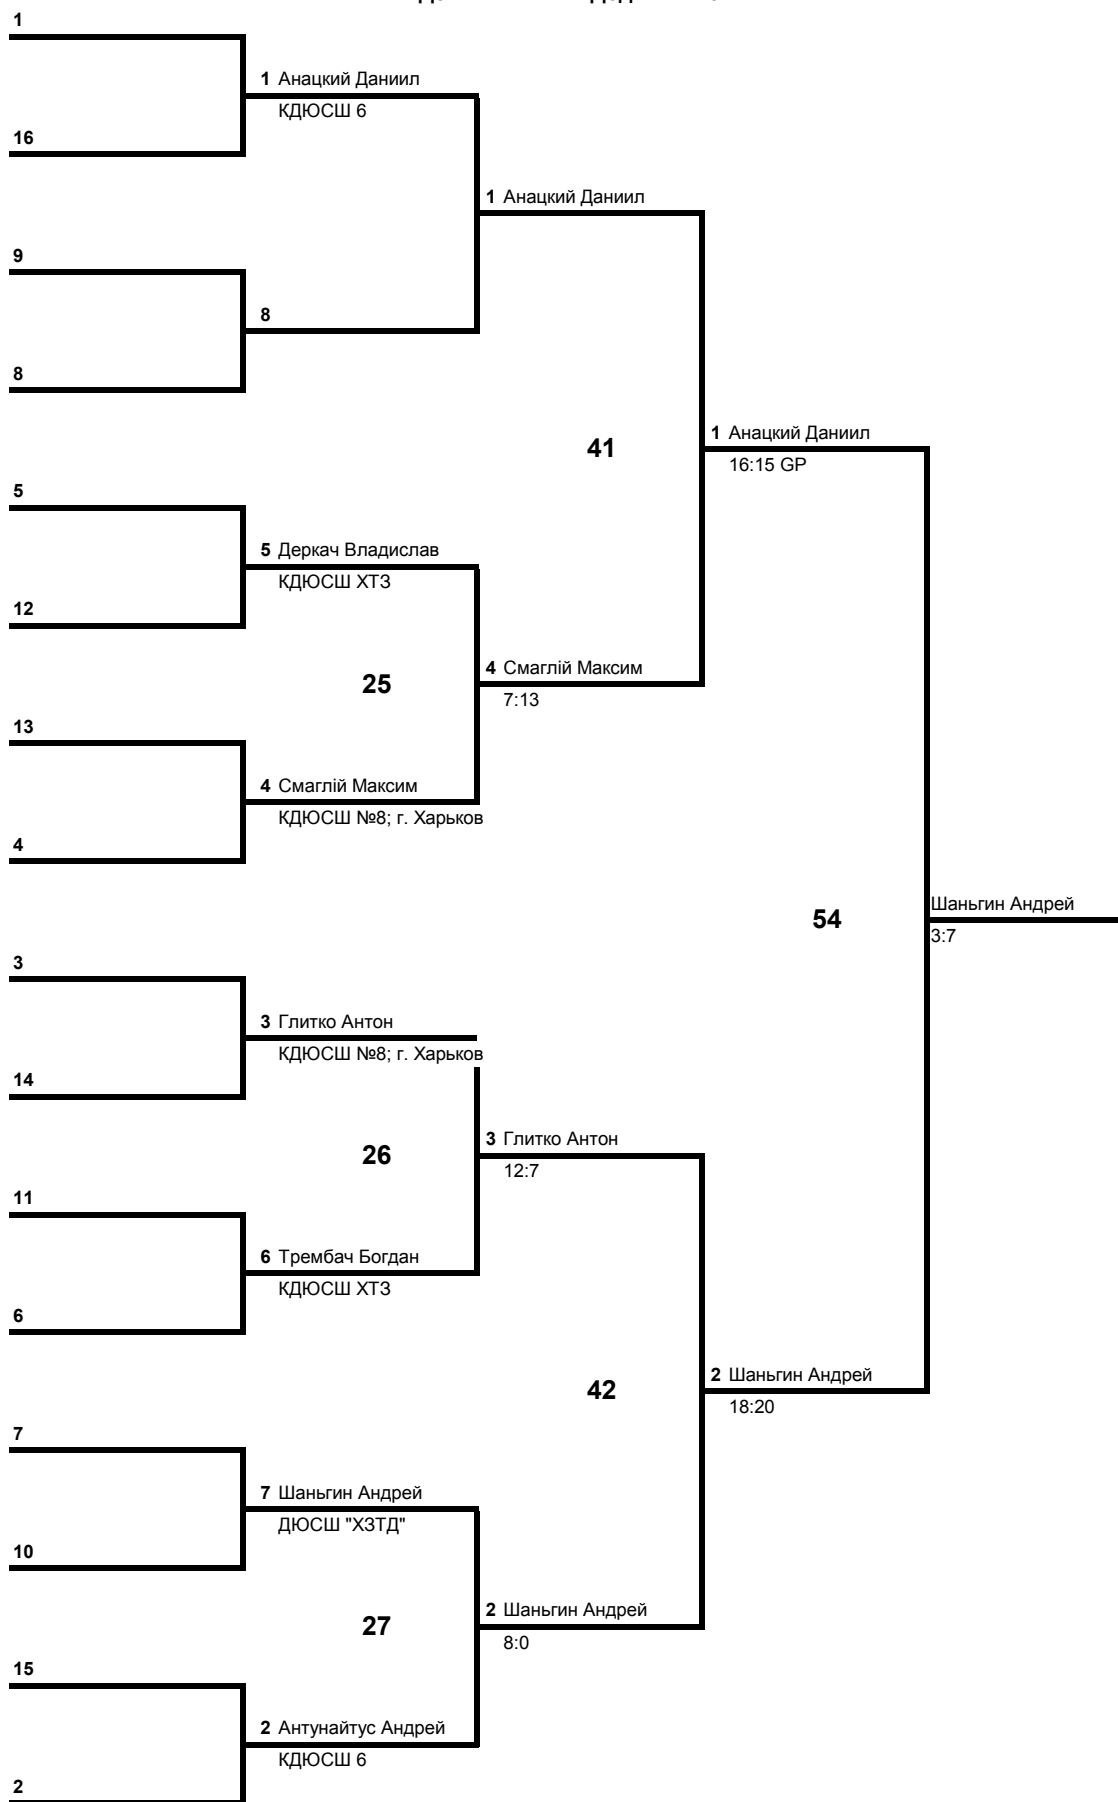 1
1 Анацкий Даниил
КДЮСШ 6
16
1 Анацкий Даниил
9
8
8
1 Анацкий Даниил
41
16:15 GP
5
5 Деркач Владислав
КДЮСШ ХТЗ
12
4 Смаглій Максим
25
7:13
13
4 Смаглій Максим
КДЮСШ №8; г. Харьков
4
Шаньгин Андрей
54
3:7
3
3 Глитко Антон
КДЮСШ №8; г. Харьков
14
3 Глитко Антон
26
12:7
11
6 Трембач Богдан
КДЮСШ ХТЗ
6
2 Шаньгин Андрей
42
18:20
7
7 Шаньгин Андрей
ДЮСШ "ХЗТД"
10
2 Шаньгин Андрей
27
8:0
15
2 Антунайтус Андрей
КДЮСШ 6
2